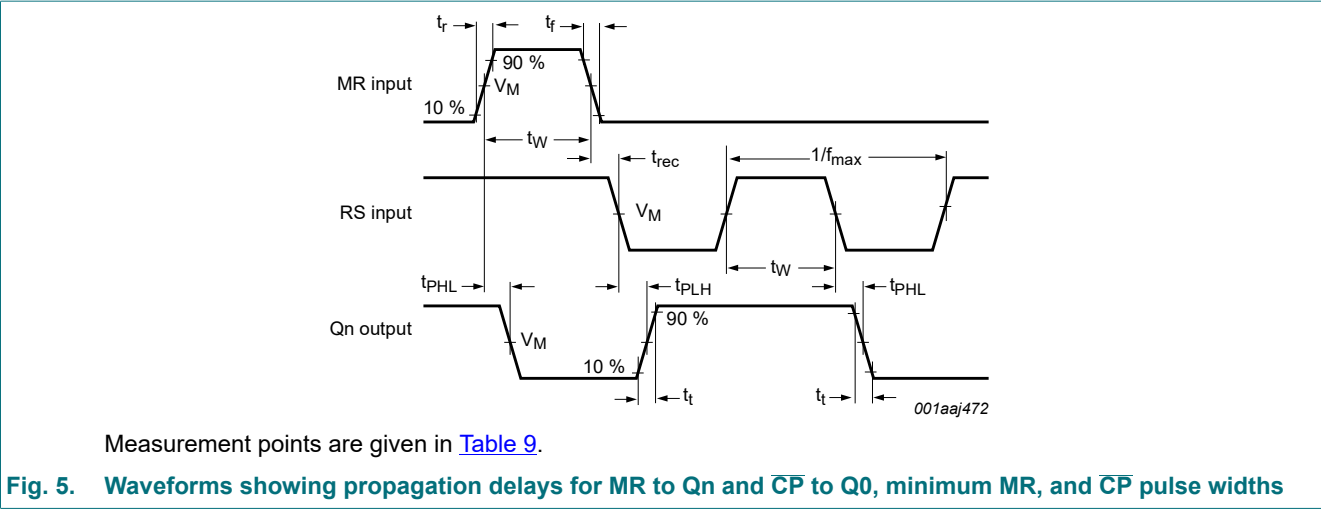 tr
tf
90 %
MR input
VM
10 %
tW
trec
1/fmax
RS input
VM
tW
tPHL
tPLH
tPHL
90 %
Qn output
VM
10 %
tt
tt
001aaj472
Measurement points are given in Table 9.
Fig. 5. Waveforms showing propagation delays for MR to Qn and C̅P̅ to Q0, minimum MR, and C̅P̅ pulse widths